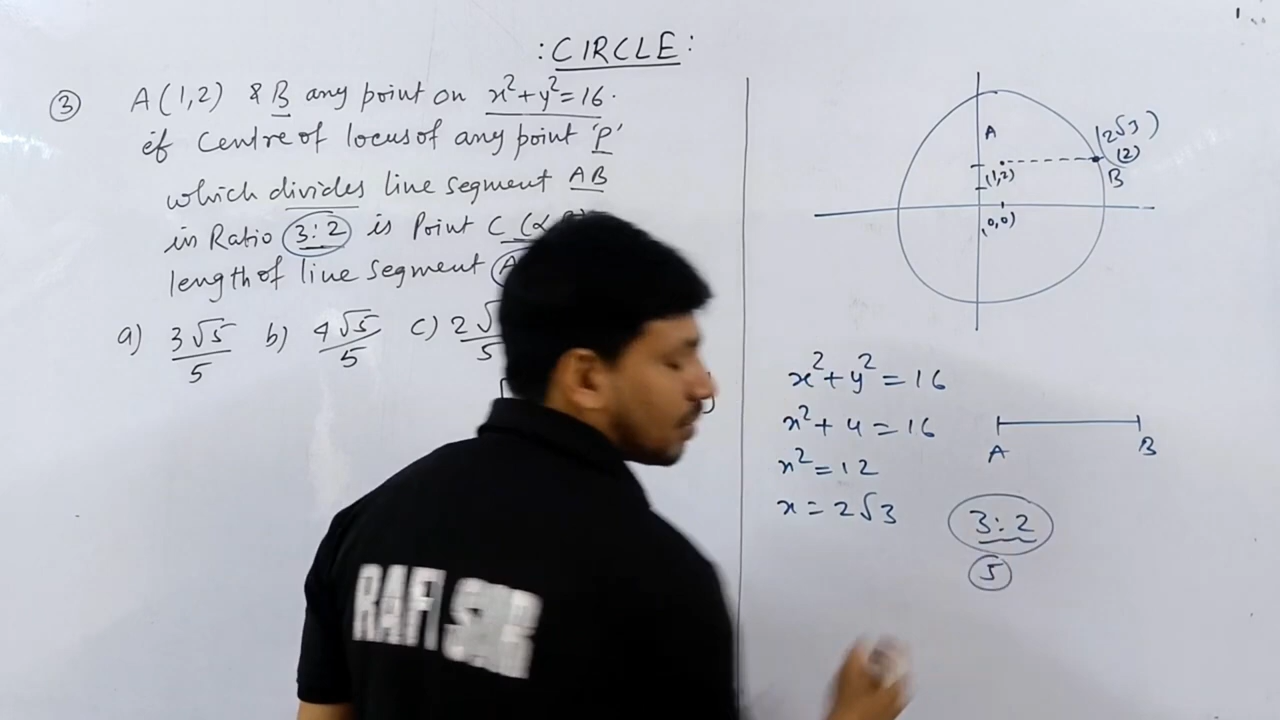 : CIRCLE :
③ A(1,2) & B any point on x²+y²=16.
if Centre of locus of any point 'P'
which divides line segment AB
in Ratio 3:2 is Point C (α
length of line segment A
a) 3√5/5 b) 4√5/5 c) 2√ /5
A
(1,2)
(0,0)
(2√3)
(2)
B
x²+y²=16
x²+4=16
x²=12
x=2√3
A B
3:2
5
RAFI SIR